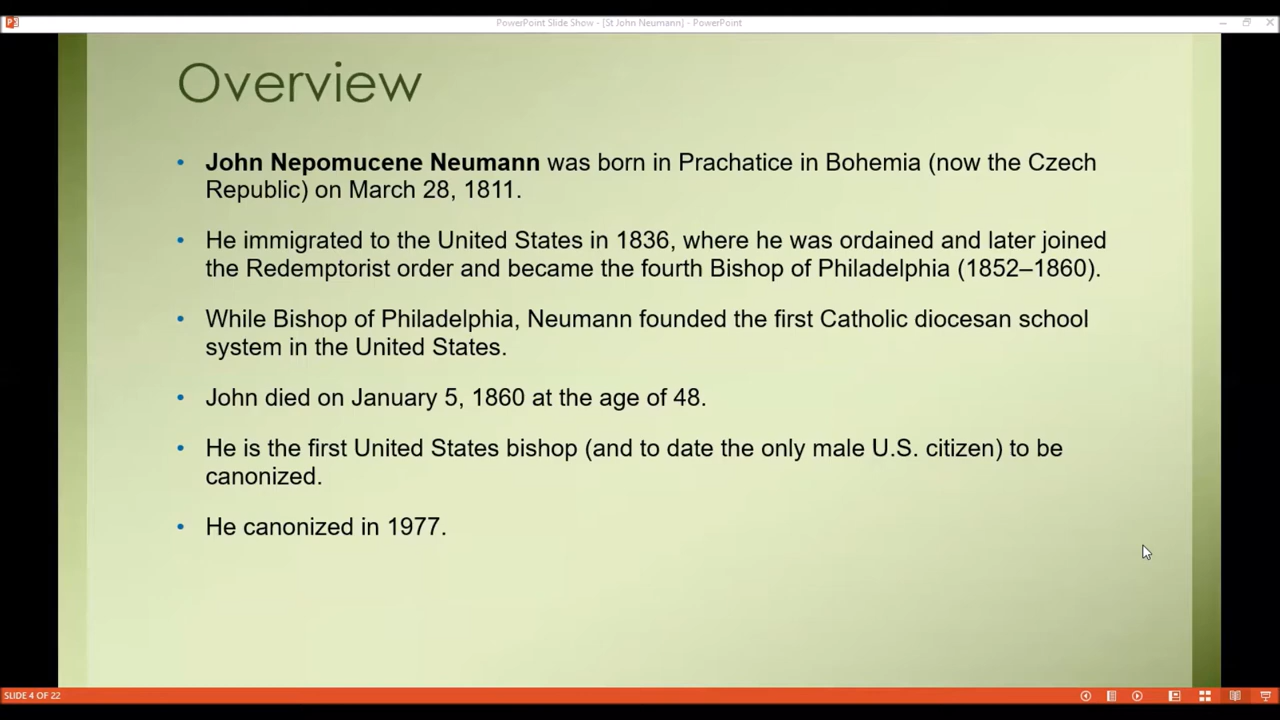 PowerPoint Slide Show - [St John Neumann] - PowerPoint
Overview
• John Nepomucene Neumann was born in Prachatice in Bohemia (now the Czech
Republic) on March 28, 1811.
• He immigrated to the United States in 1836, where he was ordained and later joined
the Redemptorist order and became the fourth Bishop of Philadelphia (1852–1860).
• While Bishop of Philadelphia, Neumann founded the first Catholic diocesan school
system in the United States.
• John died on January 5, 1860 at the age of 48.
• He is the first United States bishop (and to date the only male U.S. citizen) to be
canonized.
• He canonized in 1977.
SLIDE 4 OF 22